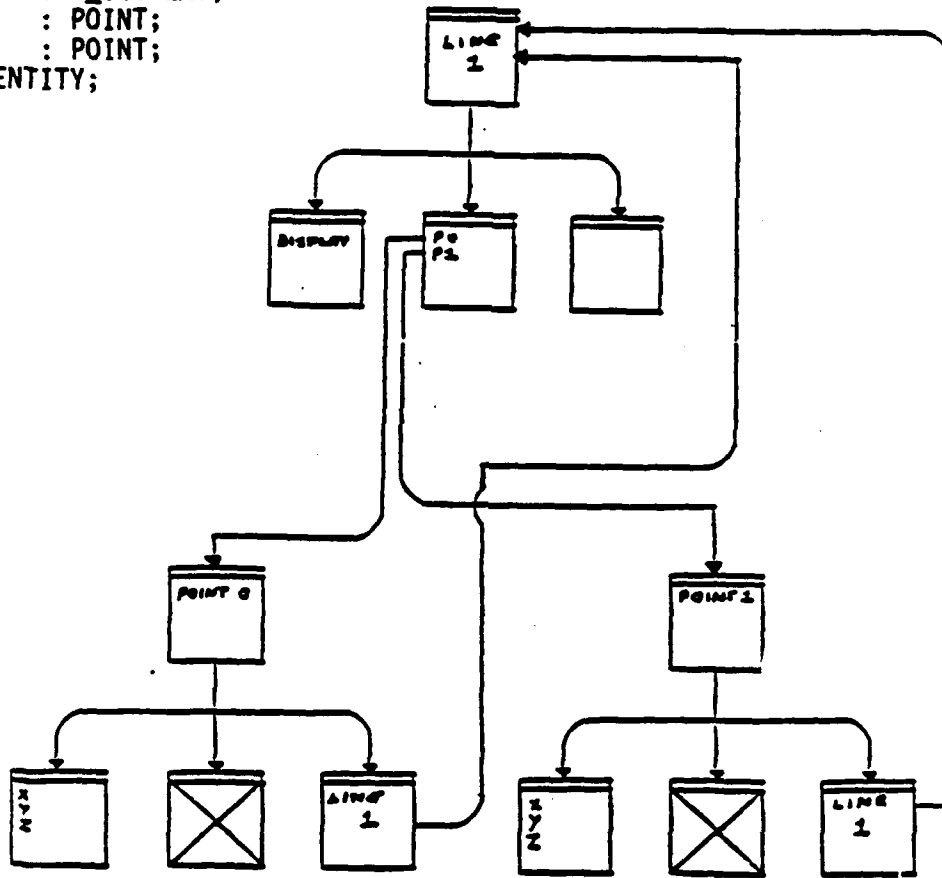 : POINT;
: POINT;
ENTITY;
LINE
1
DISPLAY
P0
P1
POINT 0
POINT 1
X
Y
Z
LINE
1
X
Y
Z
LINE
1